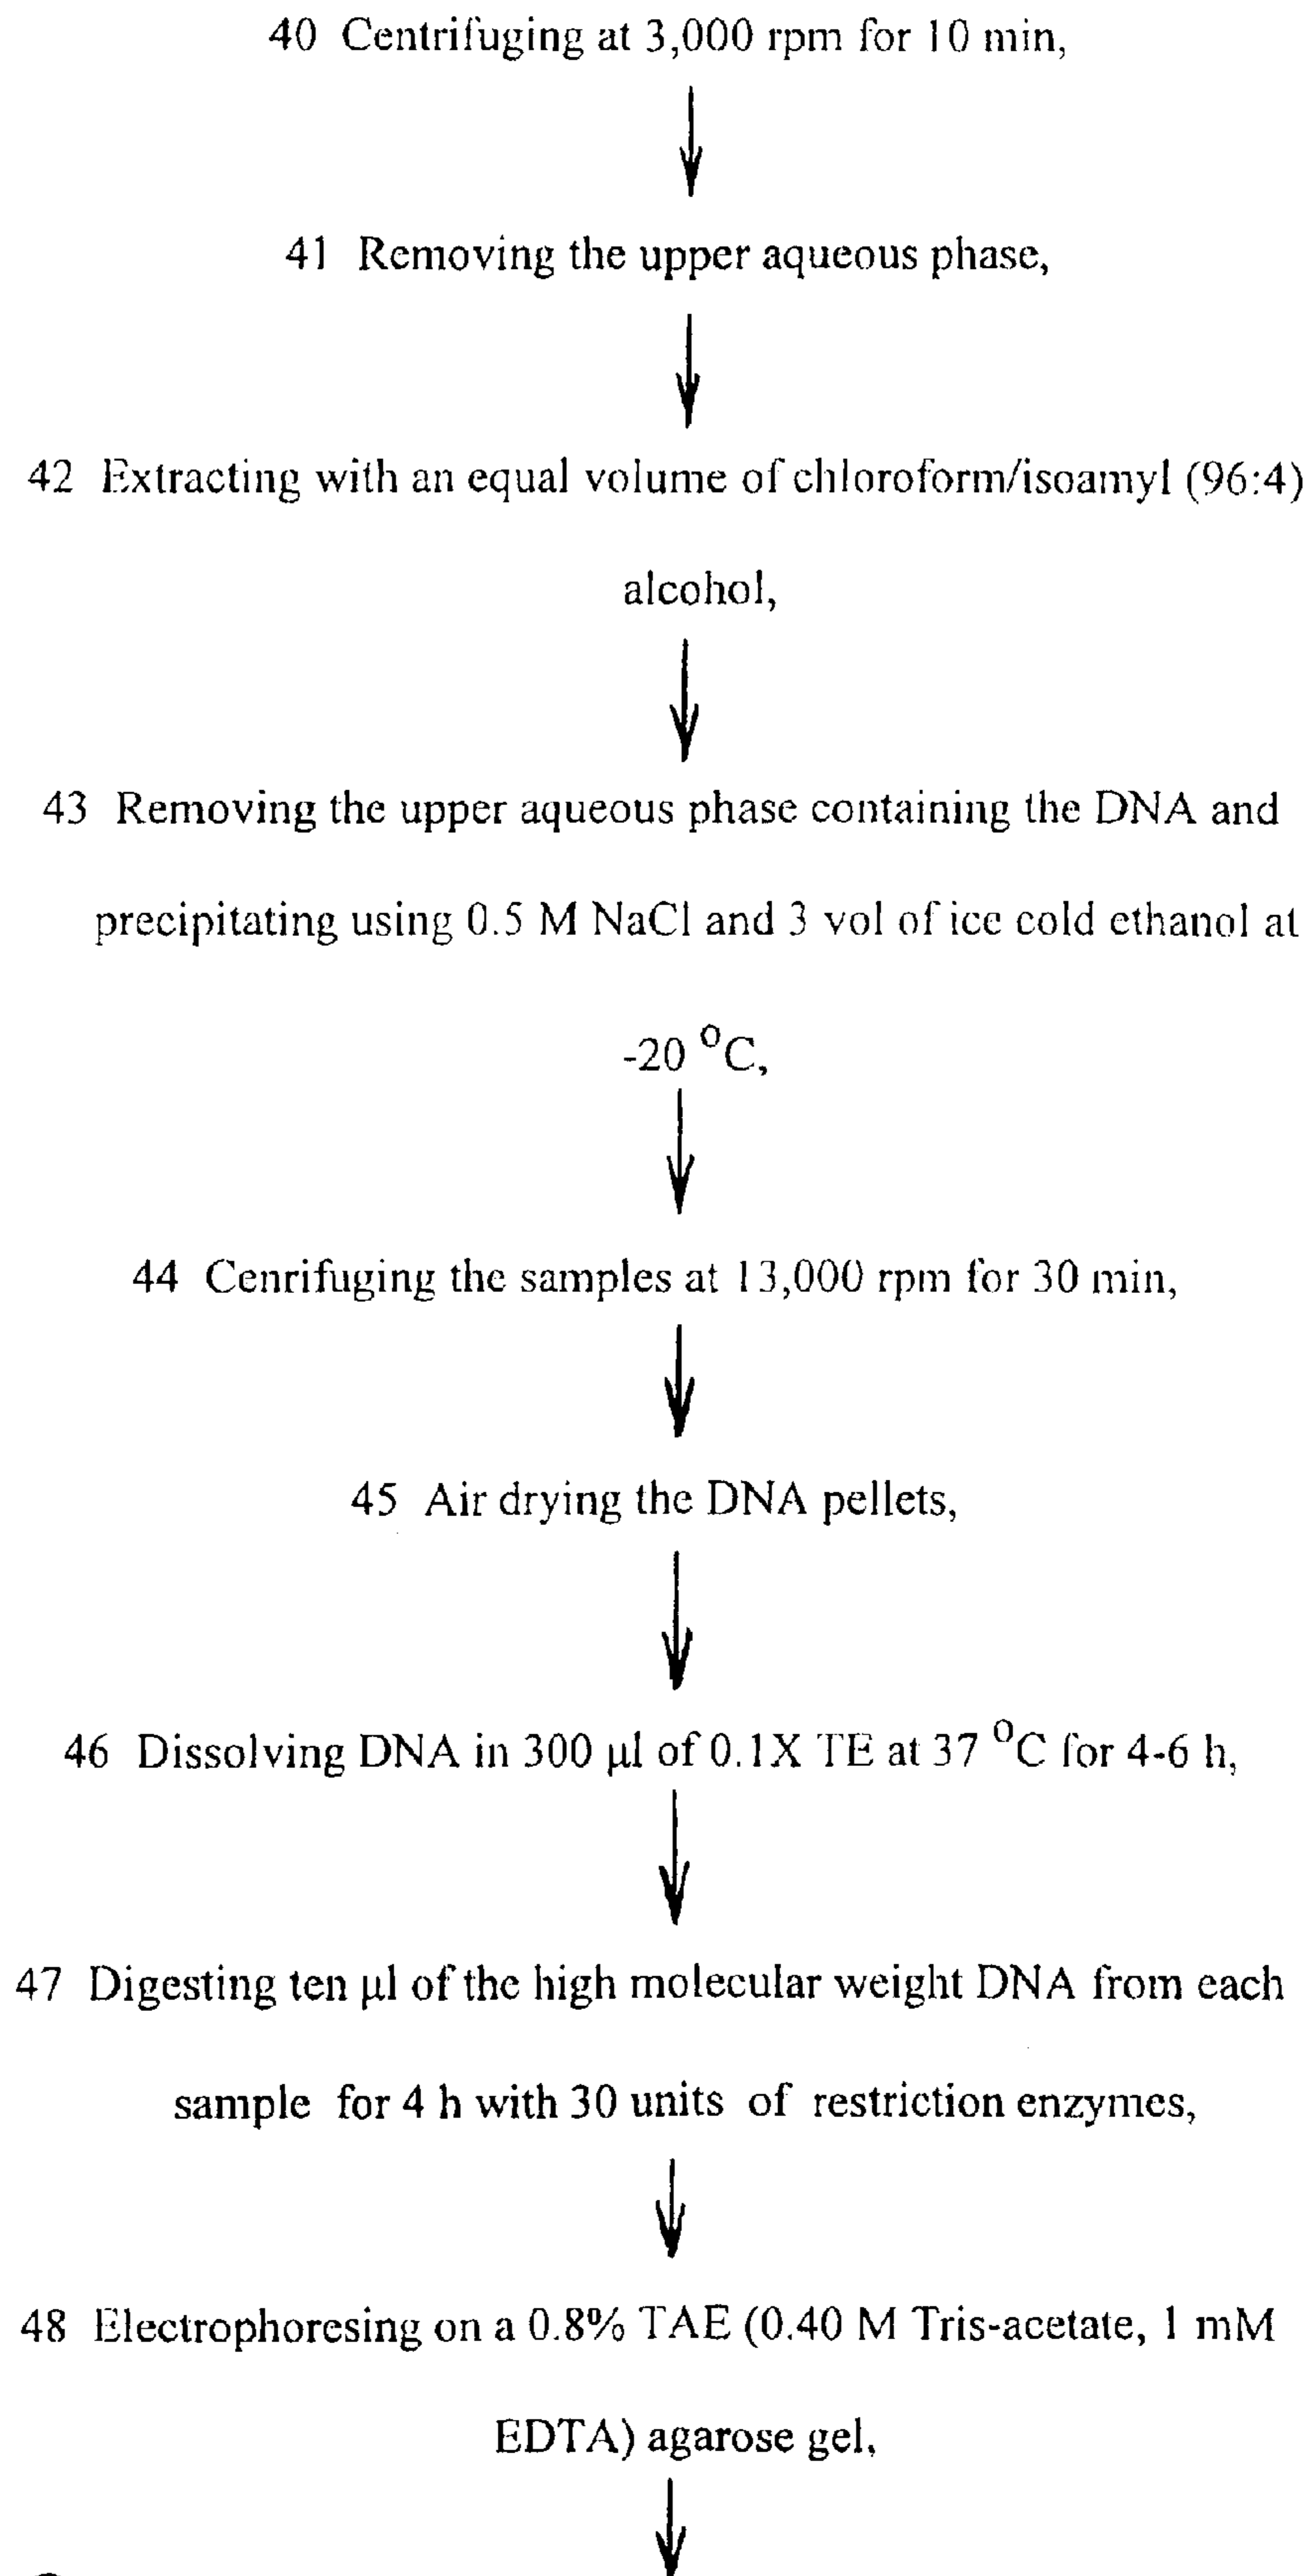 40 Centrifuging at 3,000 rpm for 10 min,
41 Removing the upper aqueous phase,
42 Extracting with an equal volume of chloroform/isoamyl (96:4)
alcohol,
43 Removing the upper aqueous phase containing the DNA and
precipitating using 0.5 M NaCl and 3 vol of ice cold ethanol at
-20 °C,
44 Cenrifuging the samples at 13,000 rpm for 30 min,
45 Air drying the DNA pellets,
46 Dissolving DNA in 300 µl of 0.1X TE at 37 °C for 4-6 h,
47 Digesting ten µl of the high molecular weight DNA from each
sample for 4 h with 30 units of restriction enzymes,
48 Electrophoresing on a 0.8% TAE (0.40 M Tris-acetate, 1 mM
EDTA) agarose gel,